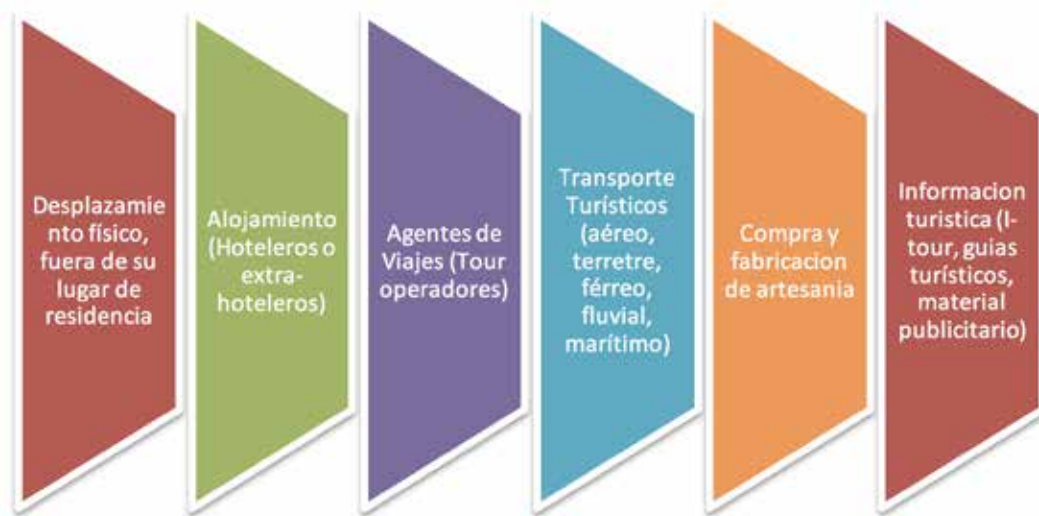 Desplazamie
nto físico,
fuera de su
lugar de
residencia
Alojamiento
(Hoteleros o
extra-
hoteleros)
Agentes de
Viajes (Tour
operadores)
Transporte
Turísticos
(aéreo,
terretre,
férreo,
fluvial,
marítimo)
Compra y
fabricacion
de artesania
Informacion
turistica (I-
tour, guias
turísticos,
material
publicitario)